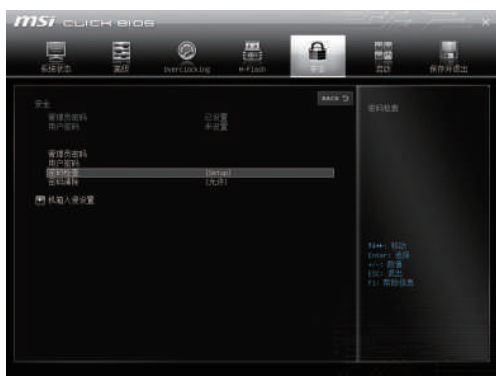 msi CLICK BIOS
系统状态
高级
Overclocking
M-Flash
安全
启动
保存并退出
BACK
安全
管理员密码 已设置
用户密码 未设置
管理员密码
用户密码
密码检查 [Setup]
密码清除 [允许]
机箱入侵设置
密码检查
↑↓←→: 移动
Enter: 选择
+/-: 数值
ESC: 退出
F1: 帮助信息